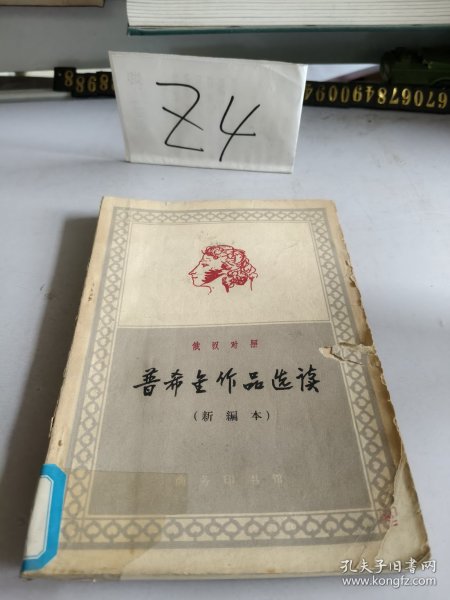 Z4
俄汉对照
普希金作品选读
(新编本)
商务印书馆
孔夫子旧书网
www.kongfz.com